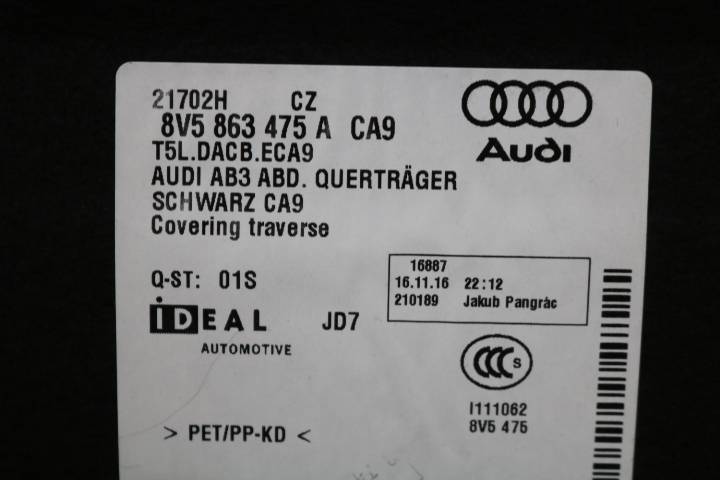 21702H CZ
8V5 863 475 A CA9
T5L.DACB.ECA9
AUDI AB3 ABD. QUERTRÄGER
SCHWARZ CA9
Covering traverse
Audi
Q-ST: 01S
16887
16.11.16 22:12
210189 Jakub Pangrác
iDEAL JD7
AUTOMOTIVE
CCC S
I111062
8V5 475
> PET/PP-KD <